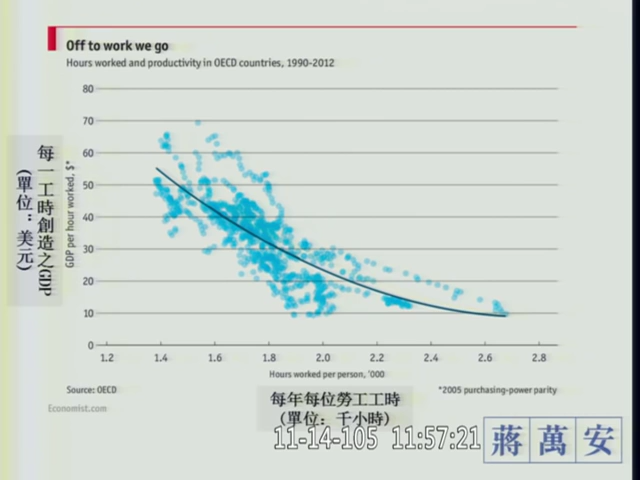 Off to work we go
Hours worked and productivity in OECD countries, 1990-2012
80
70
60
50
40
30
20
10
0
GDP per hour worked, $*
每一工時創造之GDP
(單位:美元)
1.2 1.4 1.6 1.8 2.0 2.2 2.4 2.6 2.8
Hours worked per person, '000
Source: OECD
*2005 purchasing-power parity
Economist.com
每年每位勞工工時
(單位: 千小時)
11-14-105 11:57:21
蔣萬安